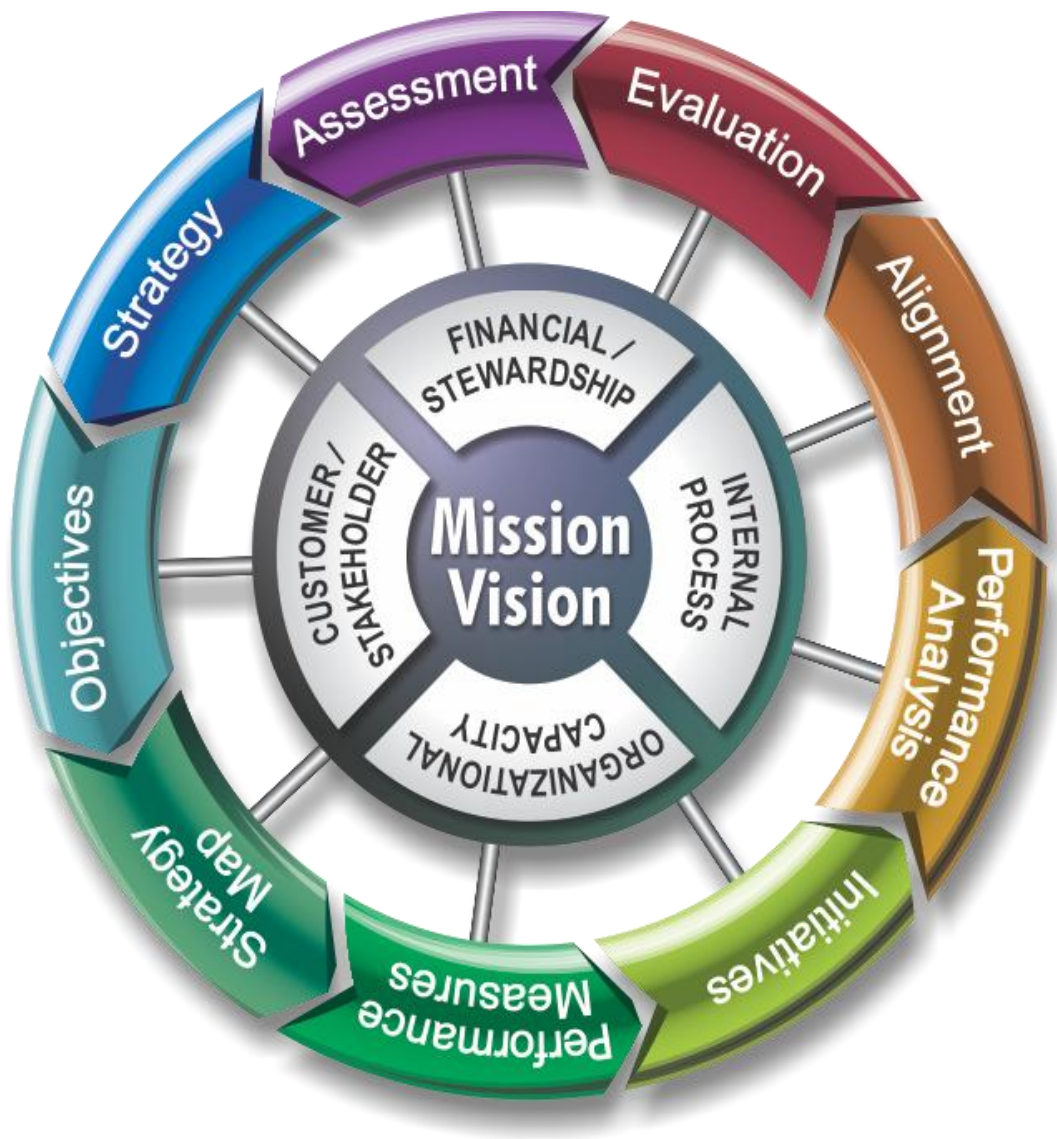 Assessment
Evaluation
Alignment
Performance
Analysis
Initiatives
Performance
Measures
Strategy
Map
Objectives
Strategy
FINANCIAL /
STEWARDSHIP
INTERNAL
PROCESS
ORGANIZATIONAL
CAPACITY
CUSTOMER /
STAKEHOLDER
Mission
Vision